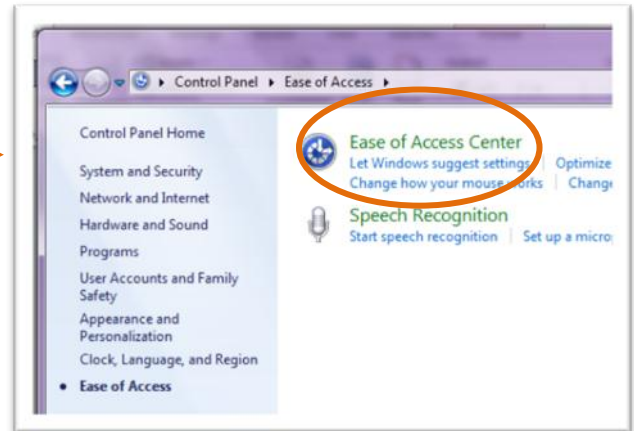 Control Panel ▸ Ease of Access ▸
Control Panel Home
System and Security
Network and Internet
Hardware and Sound
Programs
User Accounts and Family
Safety
Appearance and
Personalization
Clock, Language, and Region
• Ease of Access
Ease of Access Center
Let Windows suggest settings | Optimize
Change how your mouse works | Change
Speech Recognition
Start speech recognition | Set up a micro